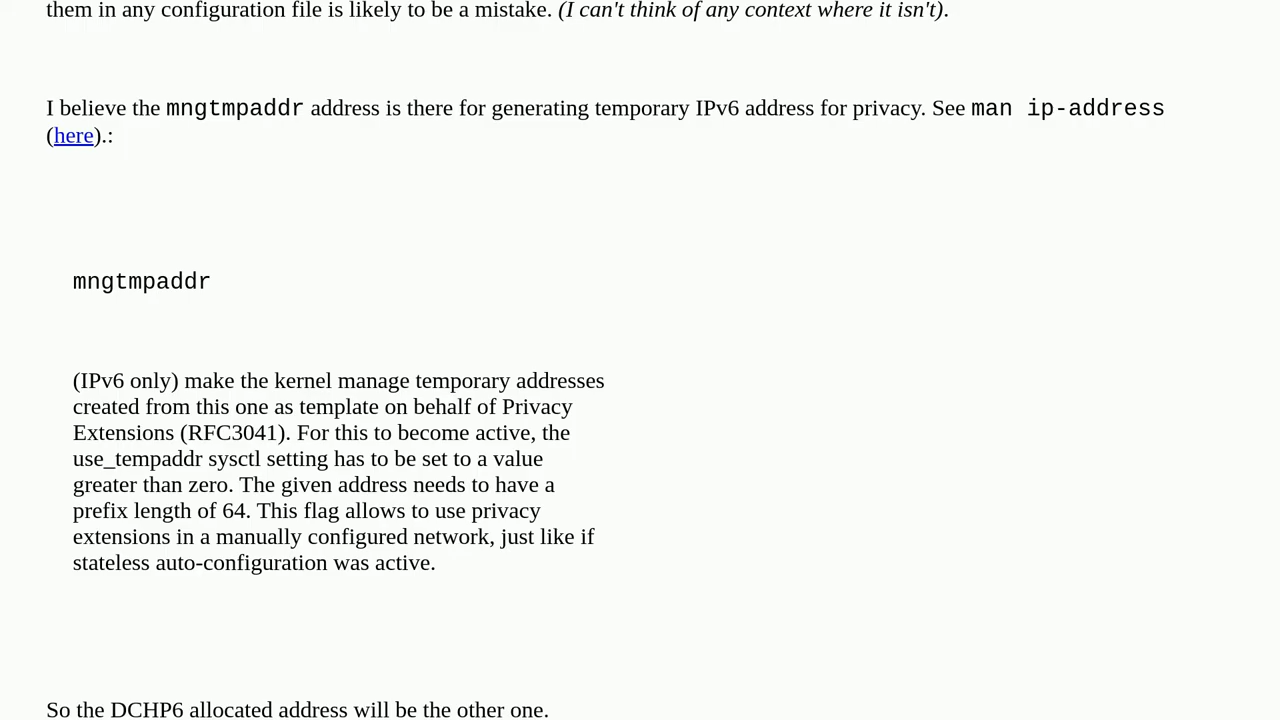 them in any configuration file is likely to be a mistake. (I can't think of any context where it isn't).
I believe the mngtmpaddr address is there for generating temporary IPv6 address for privacy. See man ip-address
(here).:
mngtmpaddr
(IPv6 only) make the kernel manage temporary addresses
created from this one as template on behalf of Privacy
Extensions (RFC3041). For this to become active, the
use_tempaddr sysctl setting has to be set to a value
greater than zero. The given address needs to have a
prefix length of 64. This flag allows to use privacy
extensions in a manually configured network, just like if
stateless auto-configuration was active.
So the DCHP6 allocated address will be the other one.